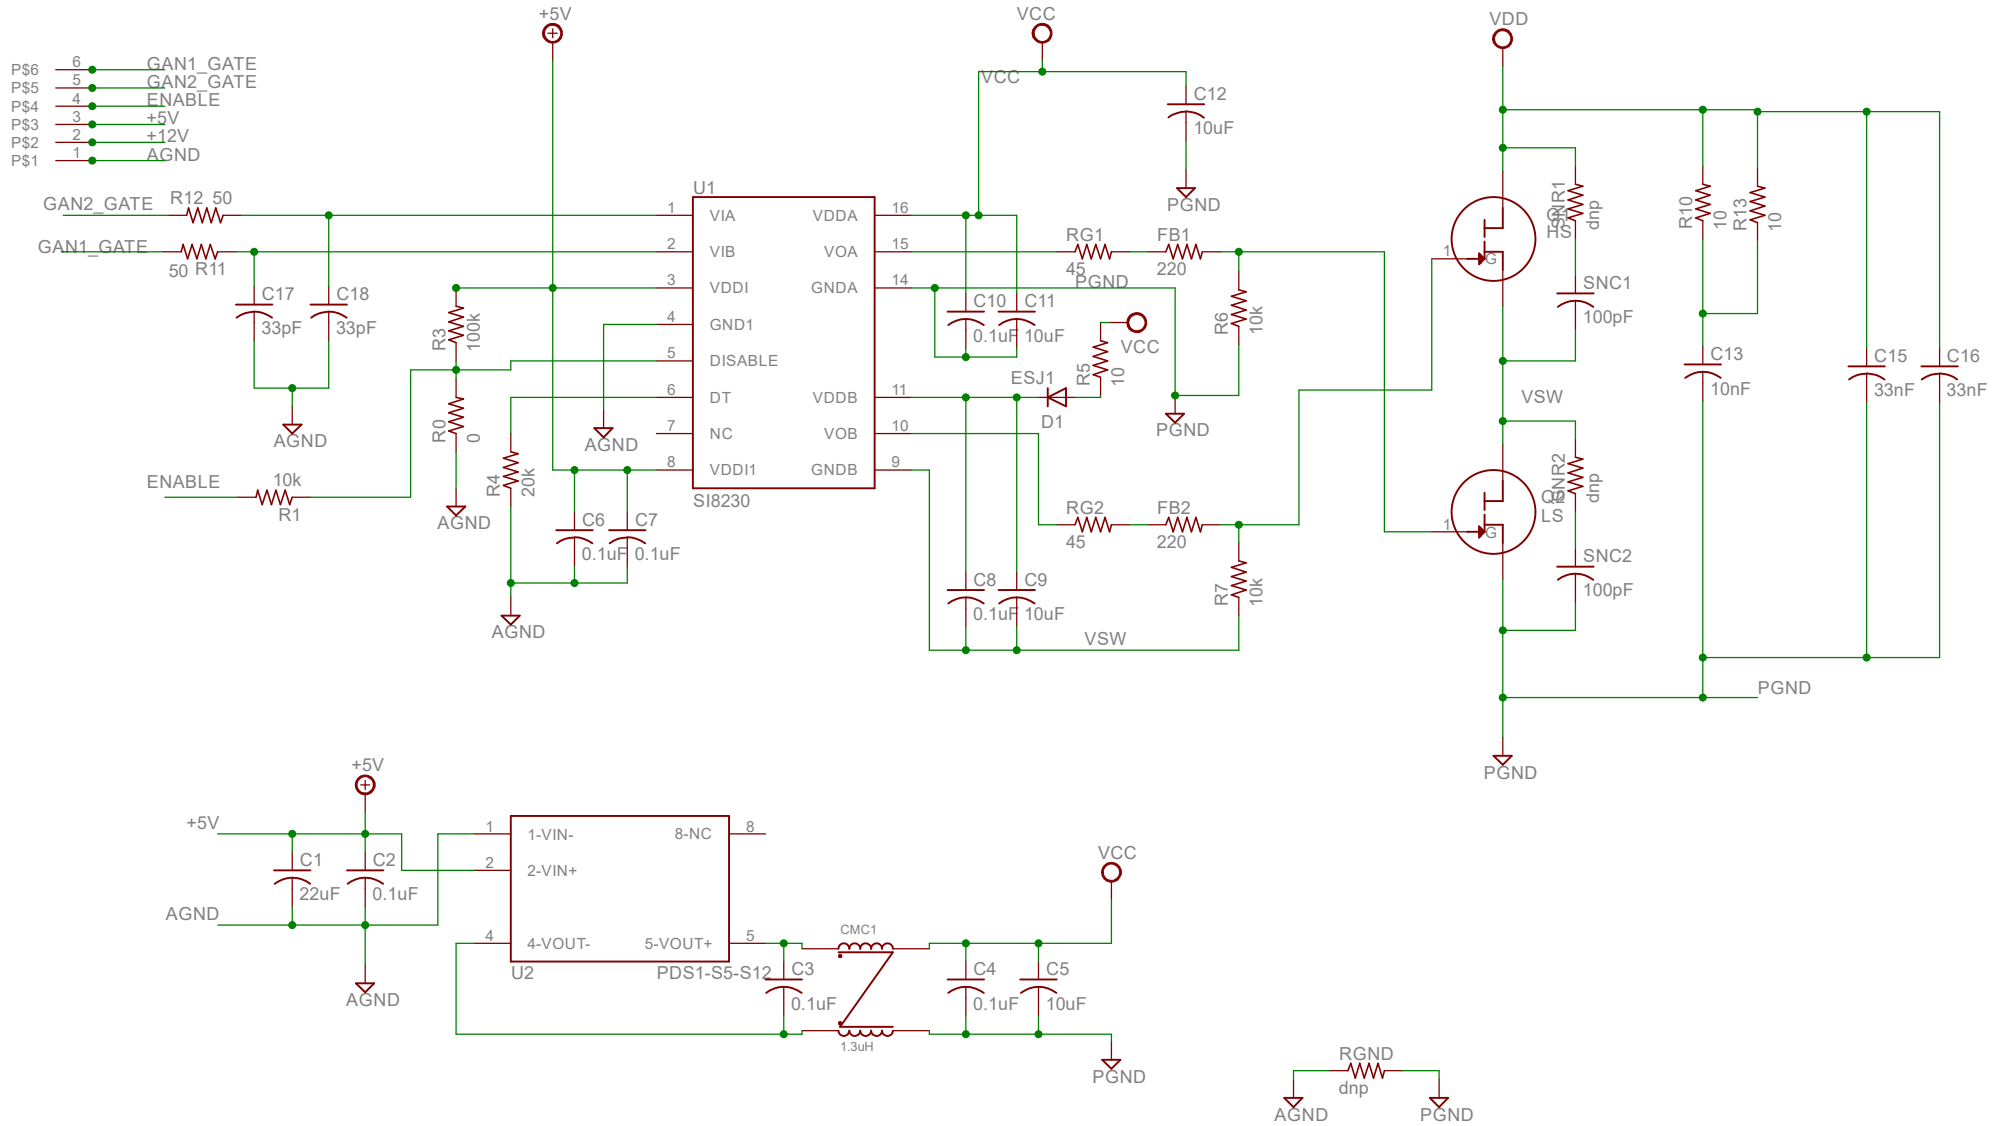 +5V
VCC
VDD
P$6 6 GAN1_GATE
P$5 5 GAN2_GATE
P$4 4 ENABLE
P$3 3 +5V
P$2 2 +12V
P$1 1 AGND
VCC
C12
10uF
PGND
GAN2_GATE
R12 50
GAN1_GATE
50 R11
C17
33pF
C18
33pF
AGND
R3
100k
R0
0
AGND
ENABLE
10k
R1
R4
20k
AGND
AGND
C6
0.1uF
C7
0.1uF
U1
1 VIA
2 VIB
3 VDDI
4 GND1
5 DISABLE
6 DT
7 NC
8 VDDI1
VDDA 16
VOA 15
GNDA 14
VDDB 11
VOB 10
GNDB 9
SI8230
RG1
45
FB1
220
PGND
C10
0.1uF
C11
10uF
R6
10k
VCC
R5
10
ESJ1
D1
PGND
RG2
45
FB2
220
C8
0.1uF
C9
10uF
R7
10k
VSW
1
G
HS
SNR1
dnp
SNC1
100pF
VSW
1
G
Q2
LS
SNR2
dnp
SNC2
100pF
R10
10
R13
10
C13
10nF
C15
33nF
C16
33nF
PGND
PGND
+5V
+5V
C1
22uF
C2
0.1uF
AGND
AGND
1 1-VIN-
2 2-VIN+
4 4-VOUT-
8-NC 8
5-VOUT+ 5
U2
PDS1-S5-S12
C3
0.1uF
CMC1
1.3uH
C4
0.1uF
C5
10uF
VCC
PGND
RGND
dnp
AGND
PGND